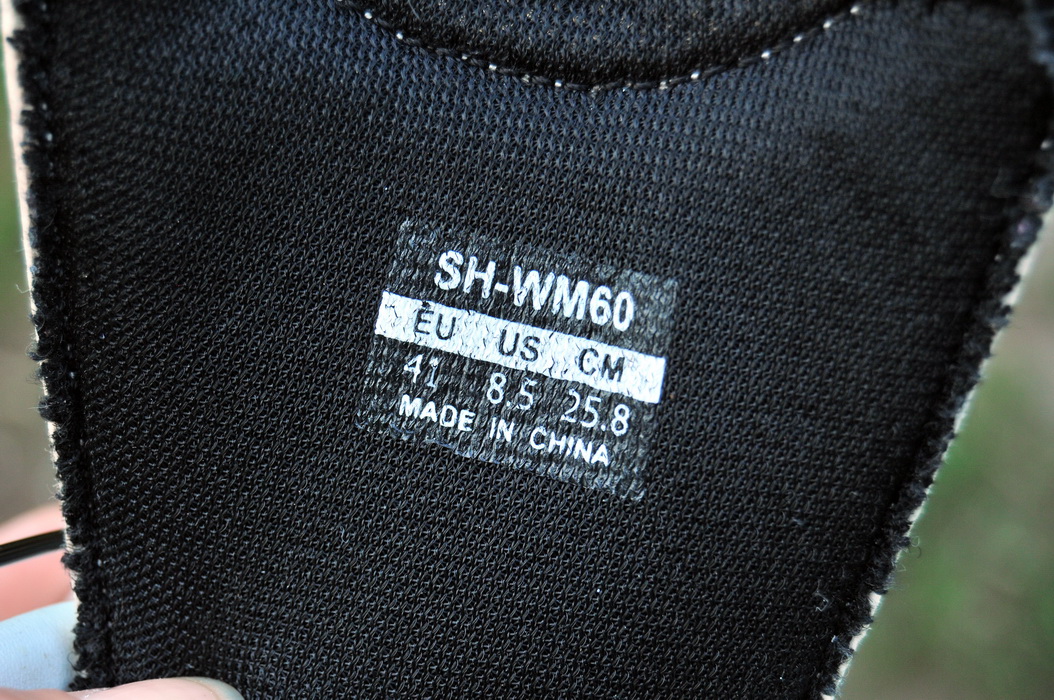 SH-WM60
EU US CM
41 8.5 25.8
MADE IN CHINA